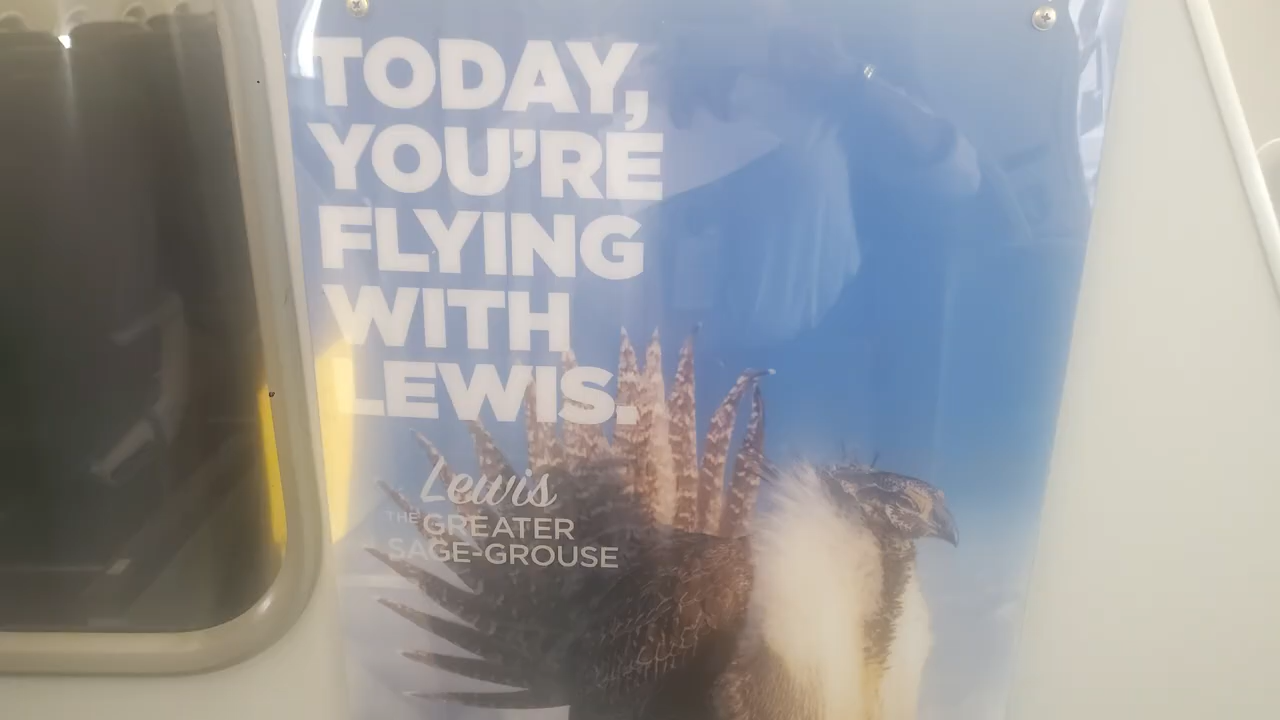 TODAY,
YOU'RE
FLYING
WITH
LEWIS.
Lewis
THE GREATER
SAGE-GROUSE